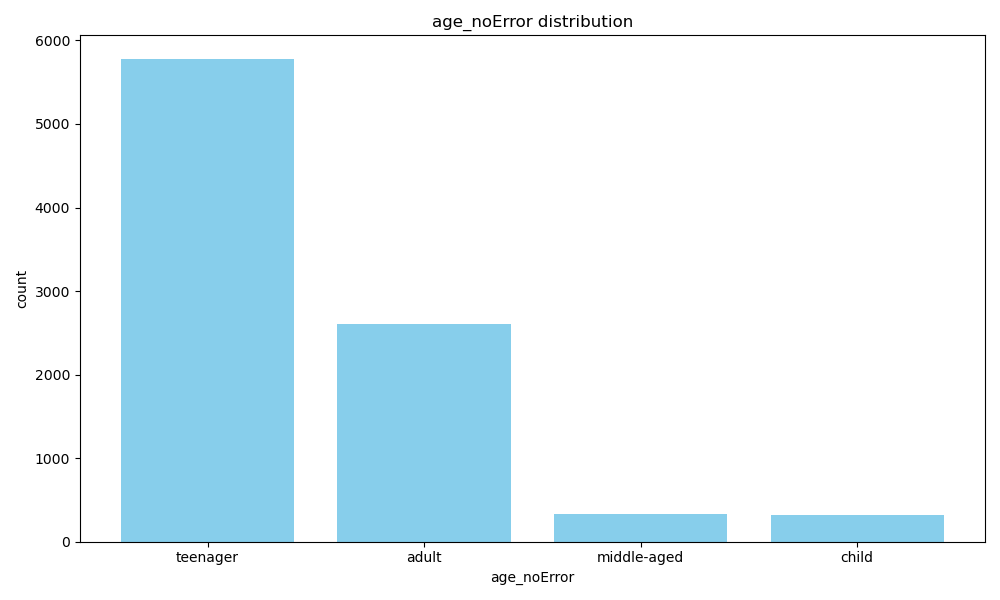 age_noError distribution
6000
5000
4000
3000
2000
1000
0
count
teenager adult middle-aged child
age_noError